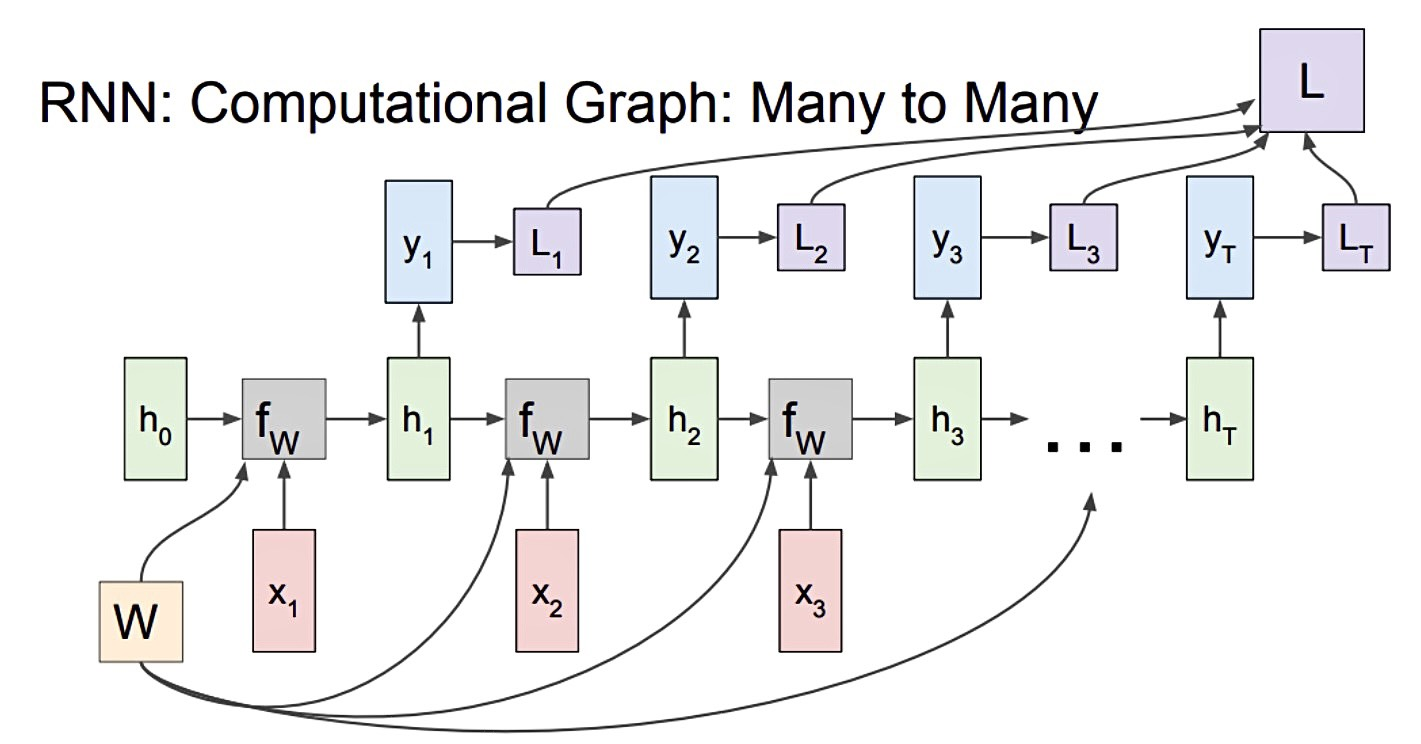 L
RNN: Computational Graph: Many to Many
y1 L1 y2 L2 y3 L3 yT LT
h0 fW h1 fW h2 fW h3 ... hT
W x1 x2 x3